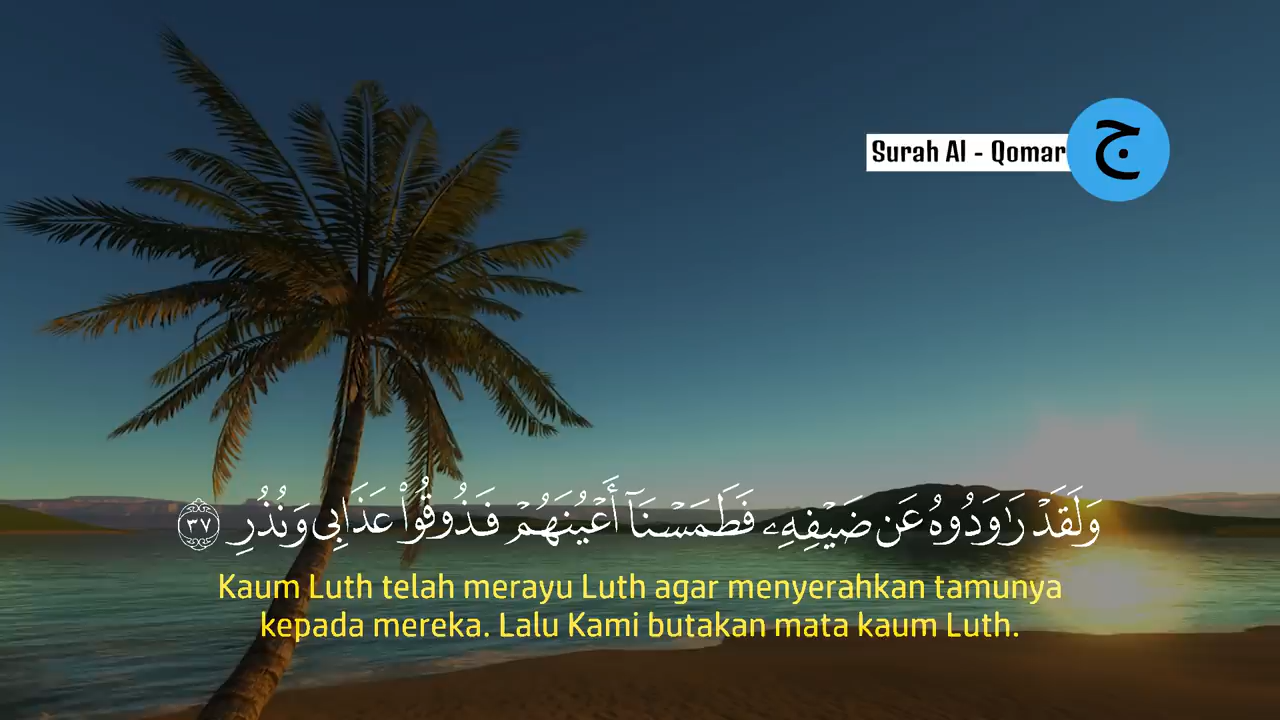 Surah Al - Qomar
ج
وَلَقَدْ رَٰوَدُوهُ عَن ضَيْفِهِۦ فَطَمَسْنَآ أَعْيُنَهُمْ فَذُوقُوا۟ عَذَابِى وَنُذُرِ ٣٧
Kaum Luth telah merayu Luth agar menyerahkan tamunya
kepada mereka. Lalu Kami butakan mata kaum Luth.